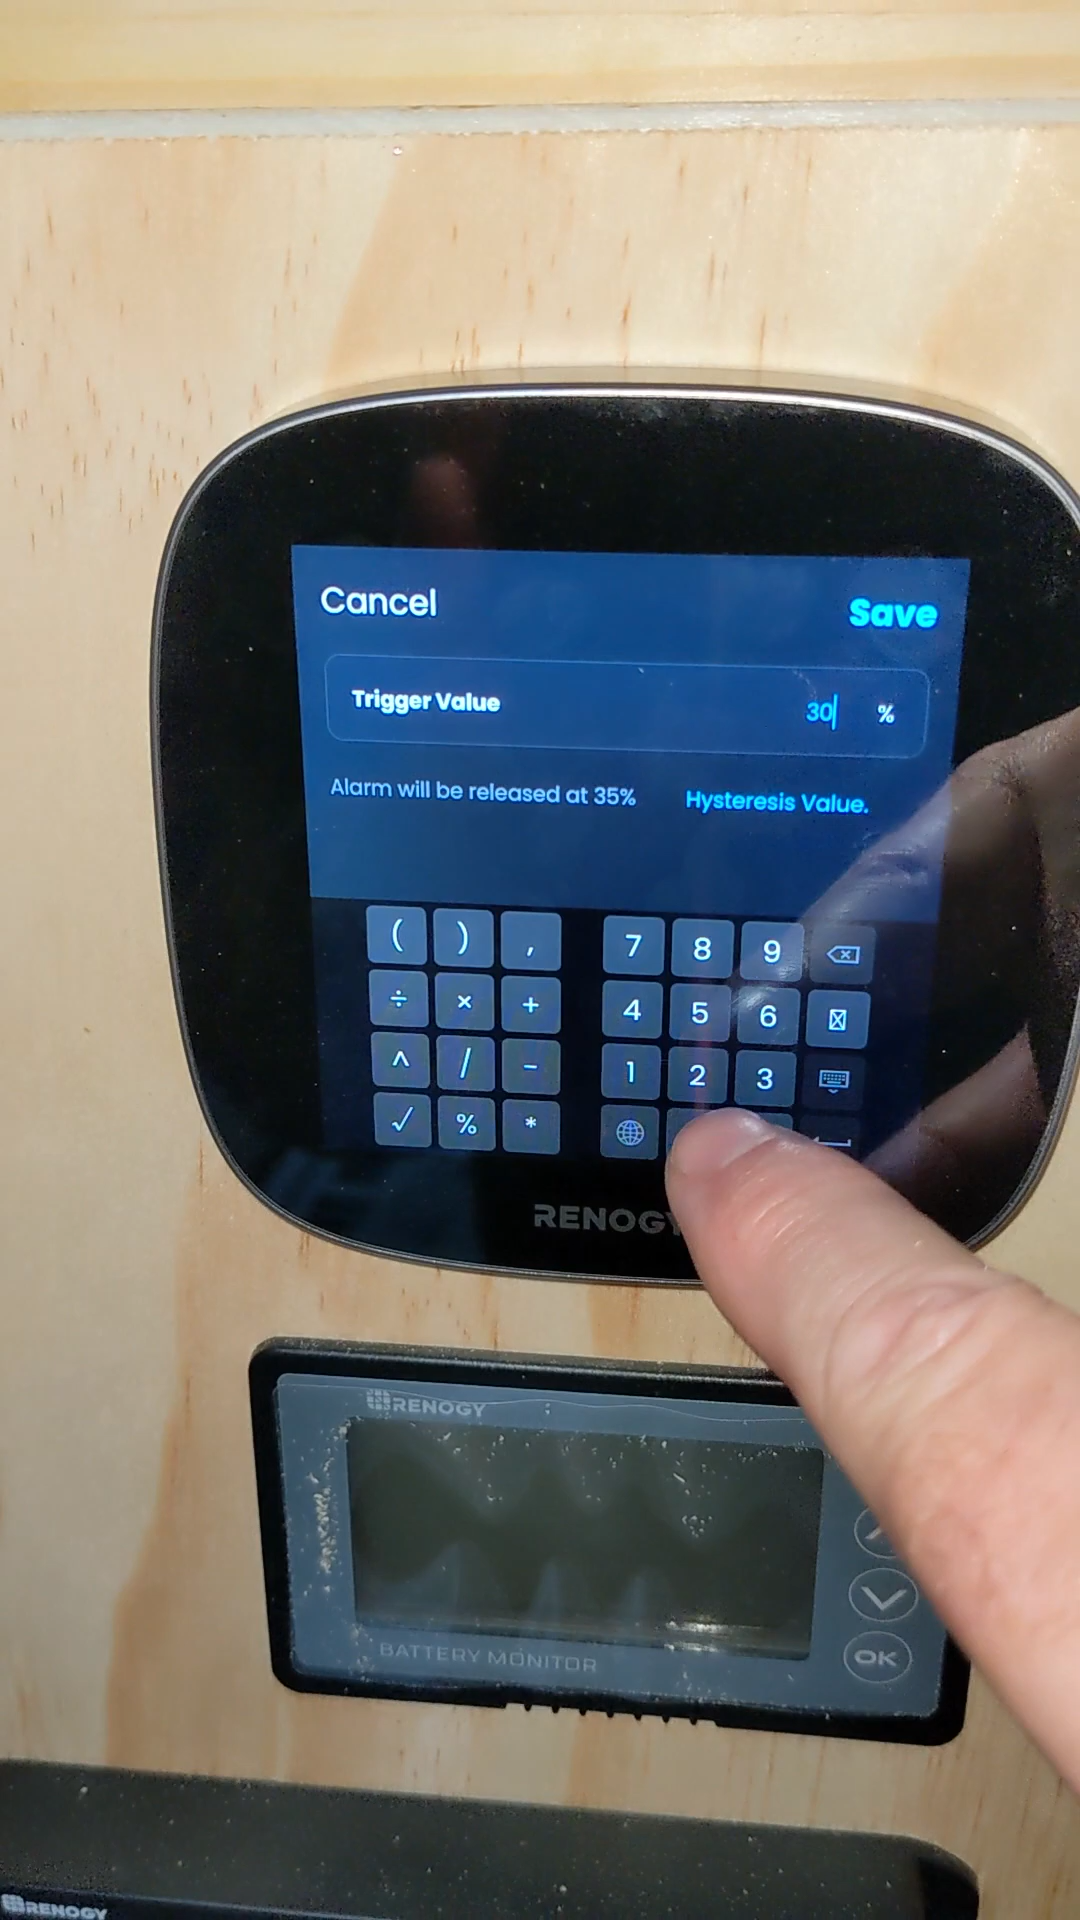 Cancel Save
Trigger Value 30 %
Alarm will be released at 35% Hysteresis Value.
( ) , 7 8 9
÷ × + 4 5 6
^ / - 1 2 3
√ % *
RENOGY
RENOGY
BATTERY MONITOR
OK
RENOGY